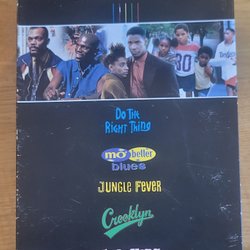 DO THE
RIGHT THING
mo' better
blues
JUNGLE FEVER
Crooklyn